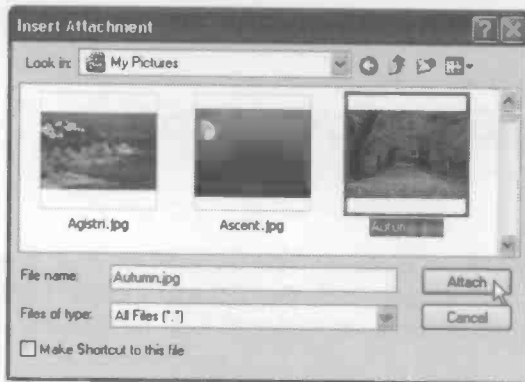 Insert Attachment
Look in: My Pictures
Agistri.jpg Ascent.jpg
File name: Autumn.jpg Attach
Files of type: All Files (*.*) Cancel
Make Shortcut to this file